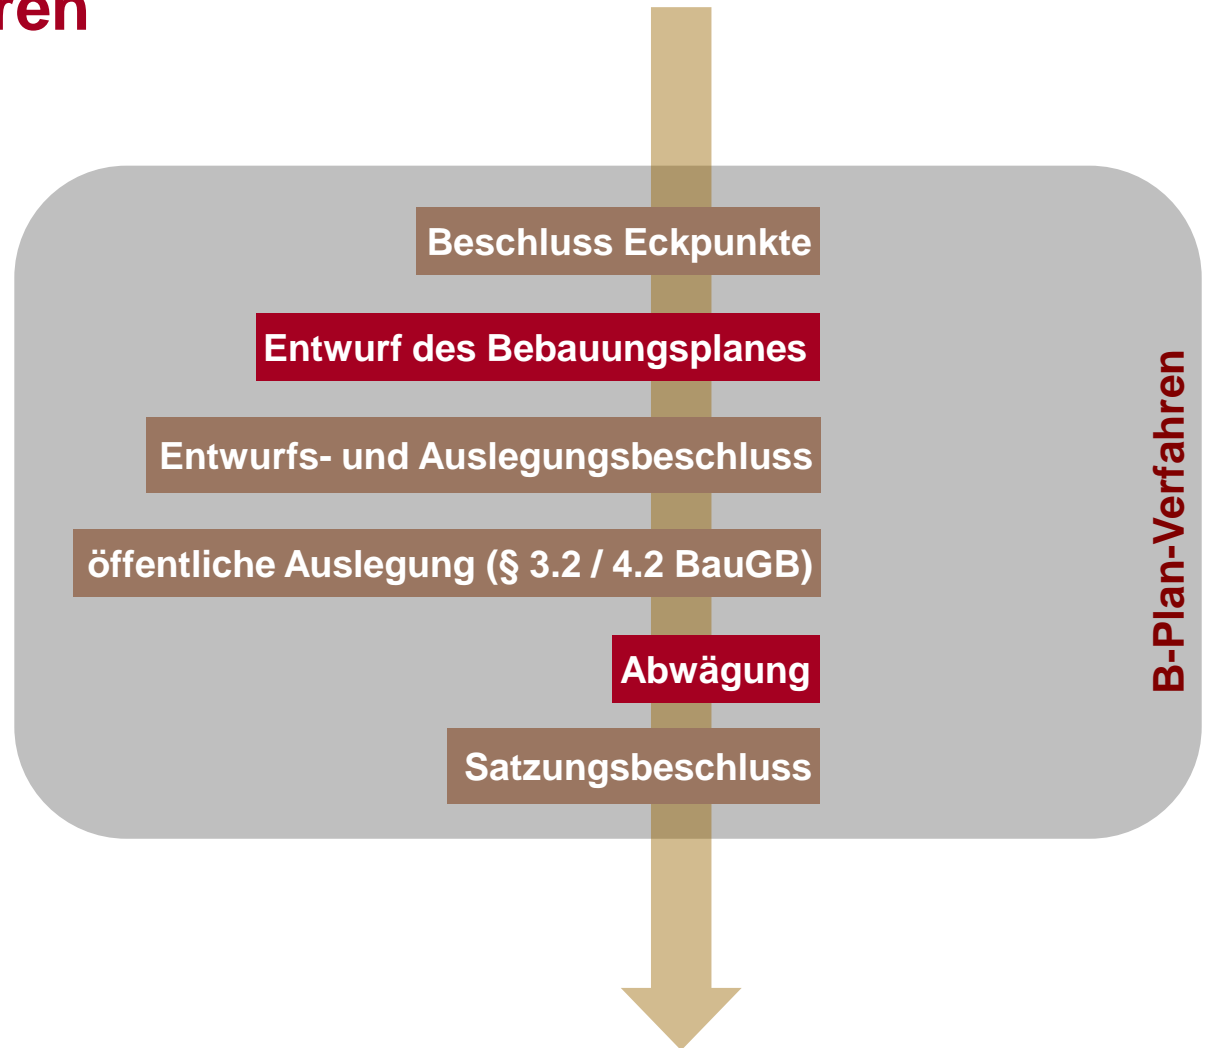 ren
Beschluss Eckpunkte
Entwurf des Bebauungsplanes
Entwurfs- und Auslegungsbeschluss
öffentliche Auslegung (§ 3.2 / 4.2 BauGB)
Abwägung
Satzungsbeschluss
B-Plan-Verfahren